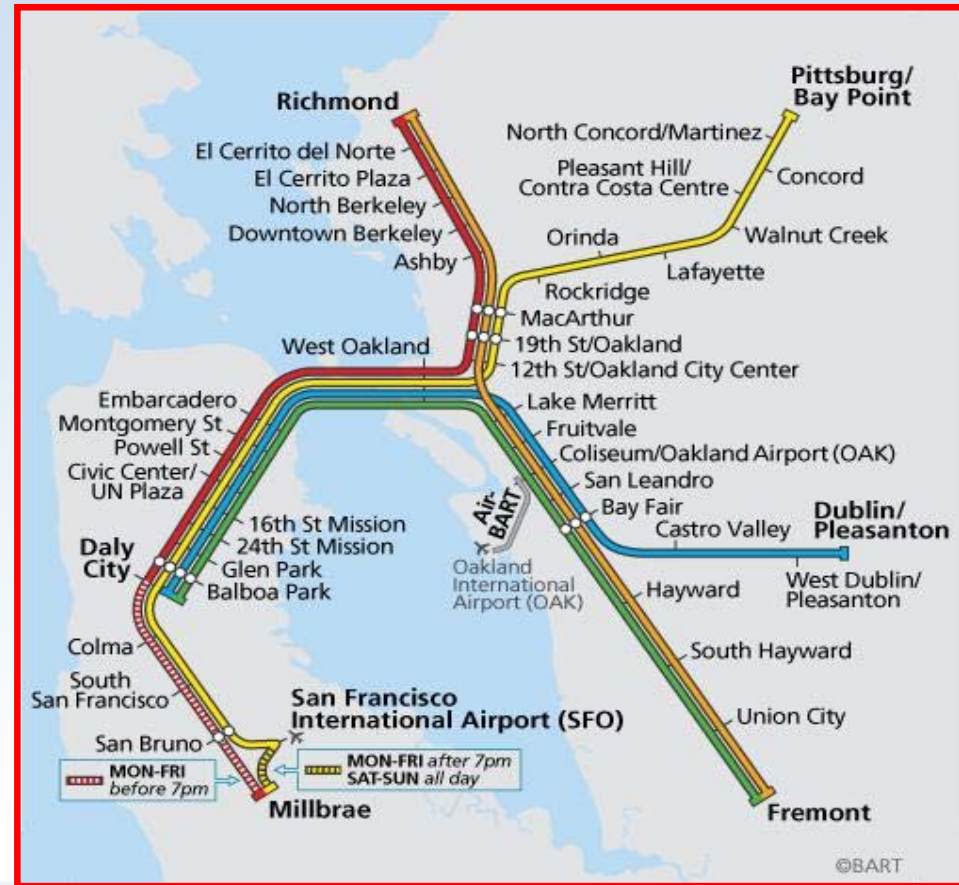 Richmond
El Cerrito del Norte
El Cerrito Plaza
North Berkeley
Downtown Berkeley
Ashby
Pittsburg/
Bay Point
North Concord/Martinez
Concord
Pleasant Hill/
Contra Costa Centre
Walnut Creek
Lafayette
Orinda
Rockridge
MacArthur
19th St/Oakland
12th St/Oakland City Center
West Oakland
Embarcadero
Montgomery St
Powell St
Civic Center/
UN Plaza
16th St Mission
24th St Mission
Glen Park
Balboa Park
Daly
City
Colma
South
San Francisco
San Bruno
San Francisco
International Airport (SFO)
MON-FRI
before 7pm
MON-FRI after 7pm
SAT-SUN all day
Millbrae
Lake Merritt
Fruitvale
Coliseum/Oakland Airport (OAK)
San Leandro
Bay Fair
Air-
BART
Oakland
International
Airport (OAK)
Castro Valley
Dublin/
Pleasanton
West Dublin/
Pleasanton
Hayward
South Hayward
Union City
Fremont
©BART